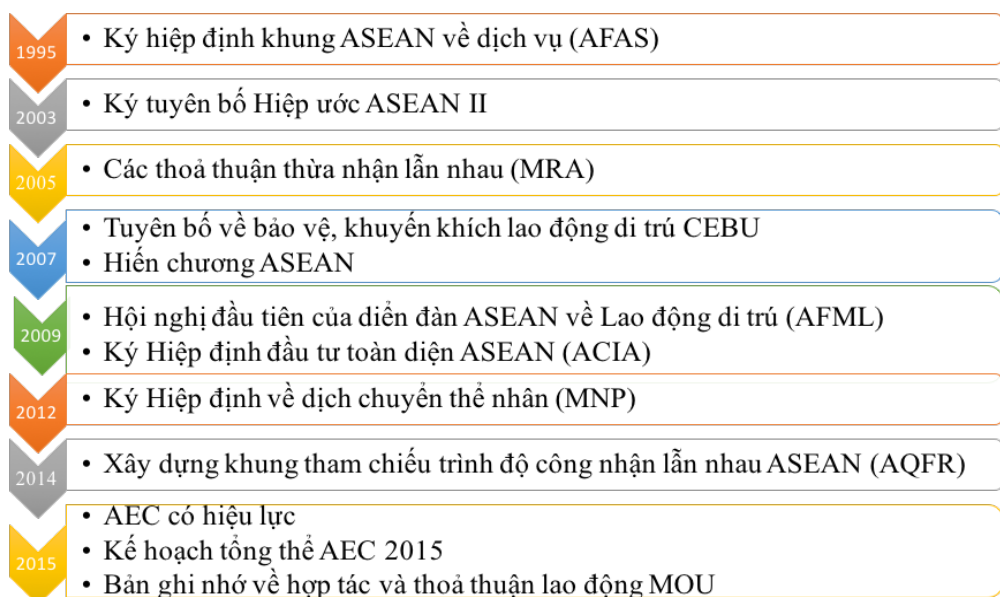 1995
• Ký hiệp định khung ASEAN về dịch vụ (AFAS)
2003
• Ký tuyên bố Hiệp ước ASEAN II
2005
• Các thoả thuận thừa nhận lẫn nhau (MRA)
2007
• Tuyên bố về bảo vệ, khuyến khích lao động di trú CEBU
• Hiến chương ASEAN
2009
• Hội nghị đầu tiên của diển đàn ASEAN về Lao động di trú (AFML)
• Ký Hiệp định đầu tư toàn diện ASEAN (ACIA)
2012
• Ký Hiệp định về dịch chuyển thể nhân (MNP)
2014
• Xây dựng khung tham chiếu trình độ công nhận lẫn nhau ASEAN (AQFR)
2015
• AEC có hiệu lực
• Kế hoạch tổng thể AEC 2015
• Bản ghi nhớ về hợp tác và thoả thuận lao động MOU